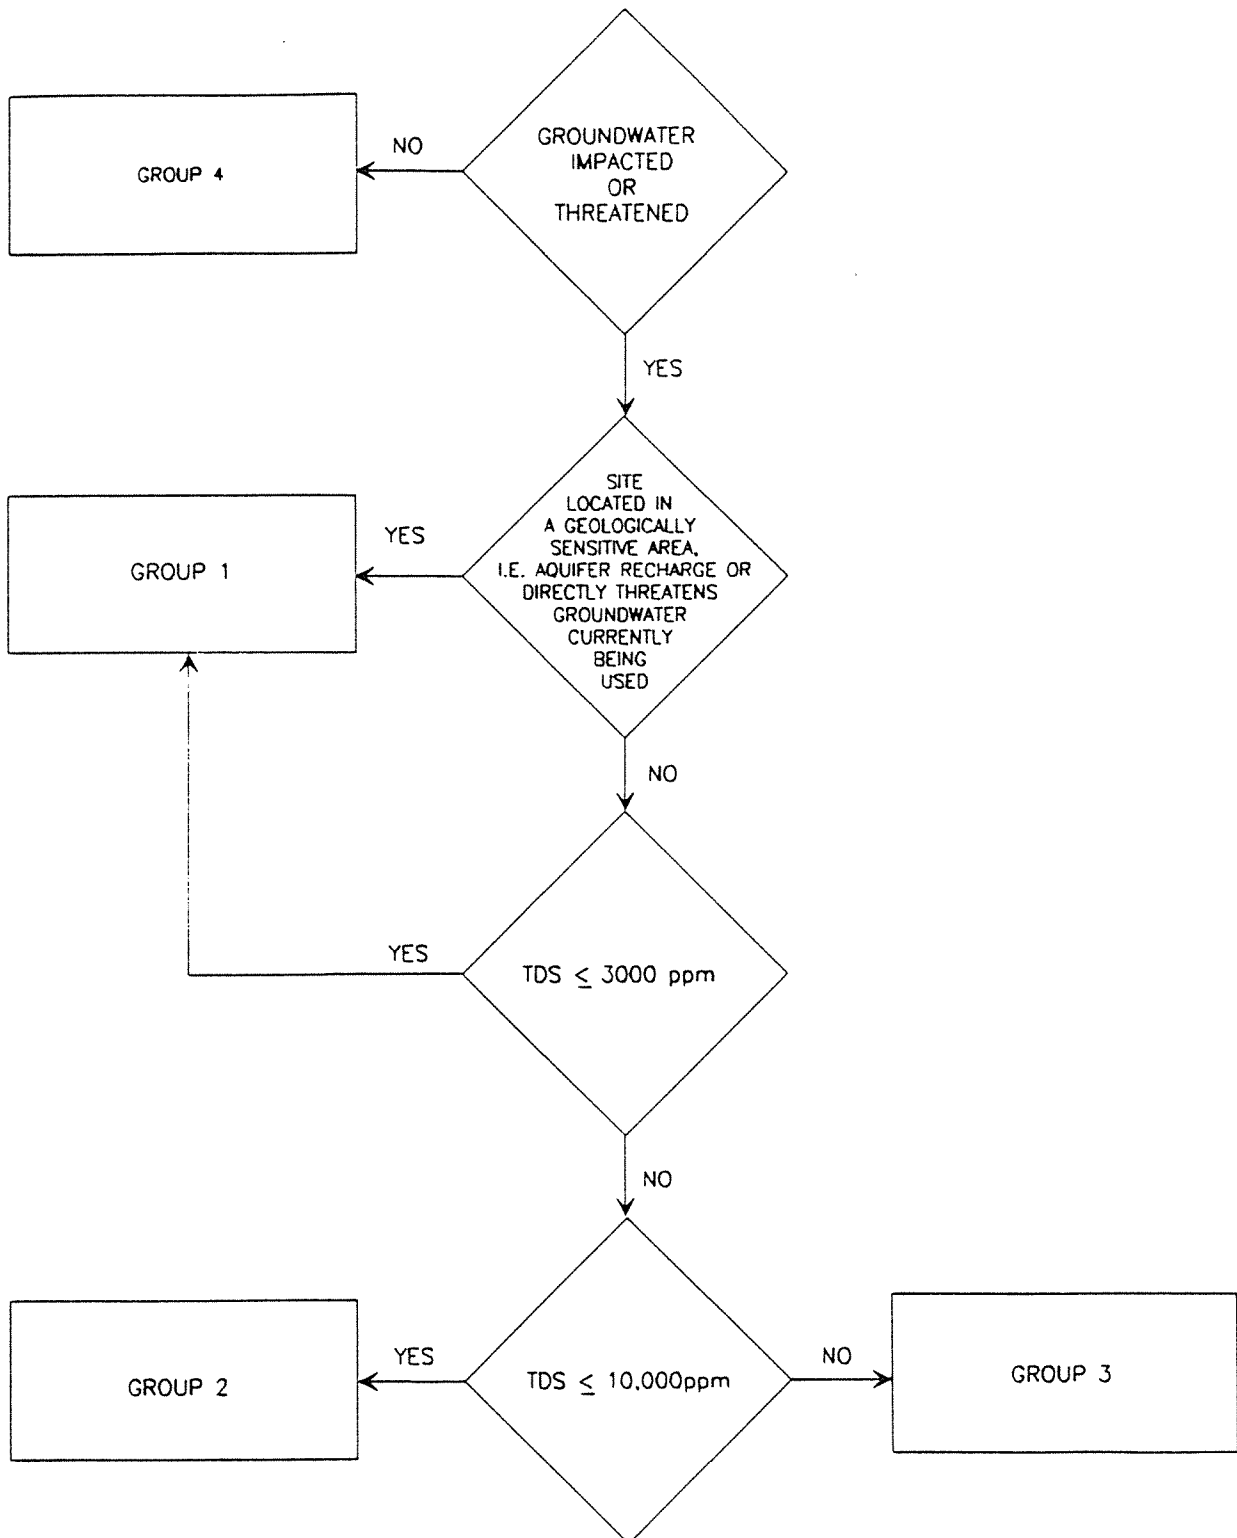 GROUNDWATER
IMPACTED
OR
THREATENED
NO
GROUP 4
YES
SITE
LOCATED IN
A GEOLOGICALLY
SENSITIVE AREA,
I.E. AQUIFER RECHARGE OR
DIRECTLY THREATENS
GROUNDWATER
CURRENTLY
BEING
USED
YES
GROUP 1
NO
TDS ≤ 3000 ppm
YES
NO
TDS ≤ 10,000ppm
YES
GROUP 2
NO
GROUP 3